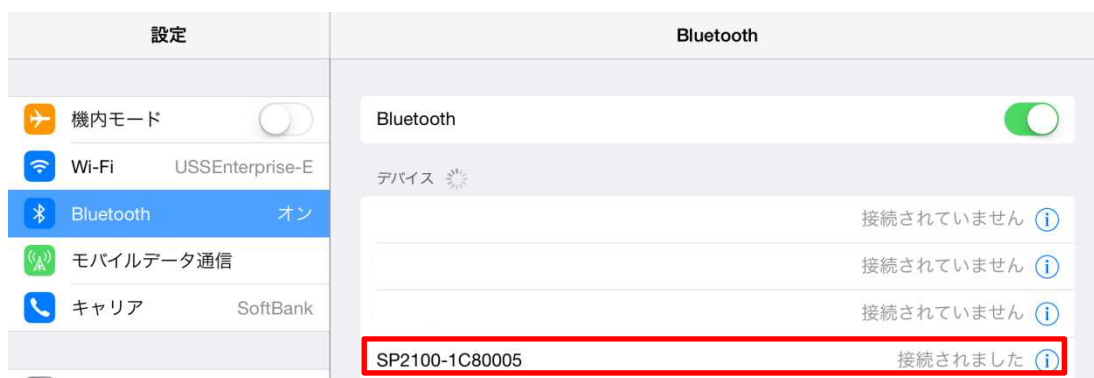 設定
Bluetooth
機内モード
Wi-Fi USSEnterprise-E
Bluetooth オン
モバイルデータ通信
キャリア SoftBank
Bluetooth
デバイス
接続されていません
接続されていません
接続されていません
SP2100-1C80005 接続されました